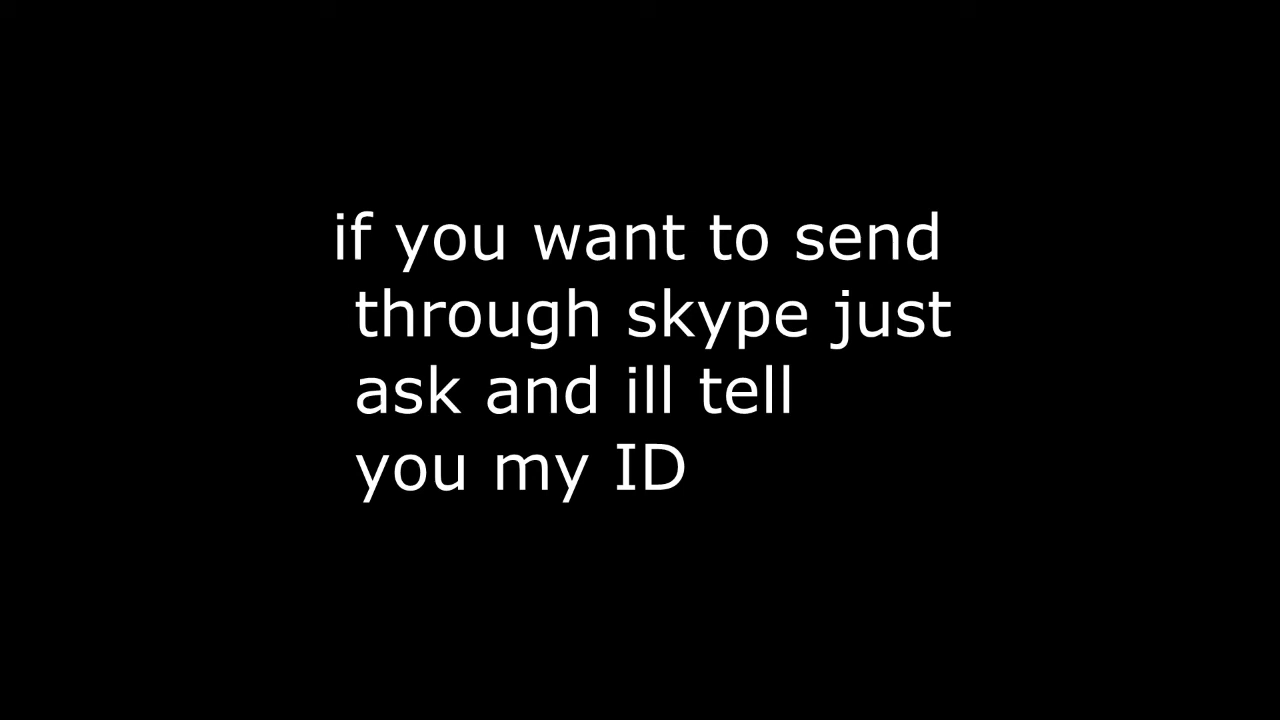 if you want to send
through skype just
ask and ill tell
you my ID